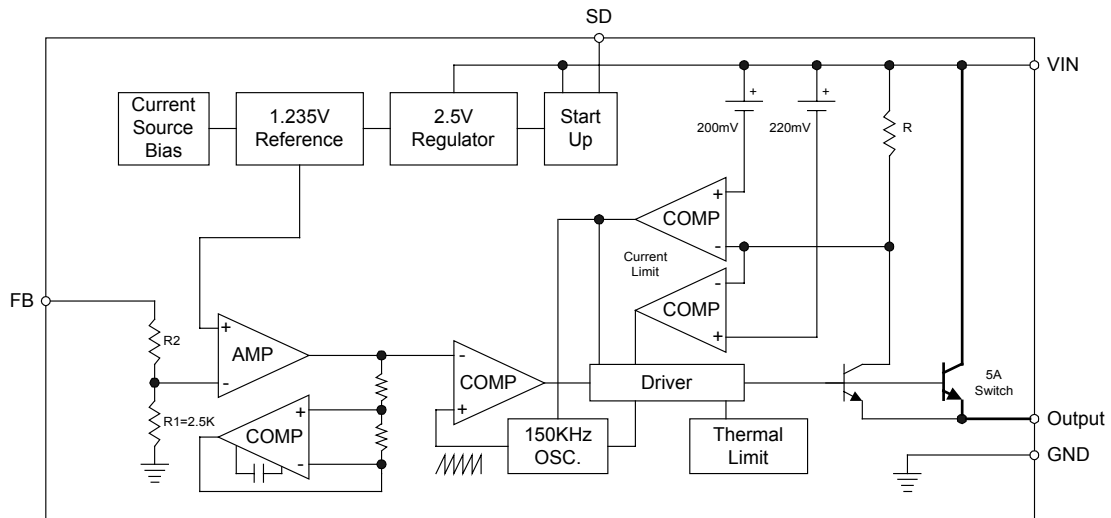 SD
VIN
Current
Source
Bias
1.235V
Reference
2.5V
Regulator
Start
Up
+
200mV
+
220mV
R
+
COMP
-
Current Limit
-
COMP
+
FB
R2
R1=2.5K
+
AMP
-
-
COMP
+
Driver
5A
Switch
+
COMP
-
150KHz
OSC.
Thermal
Limit
Output
GND